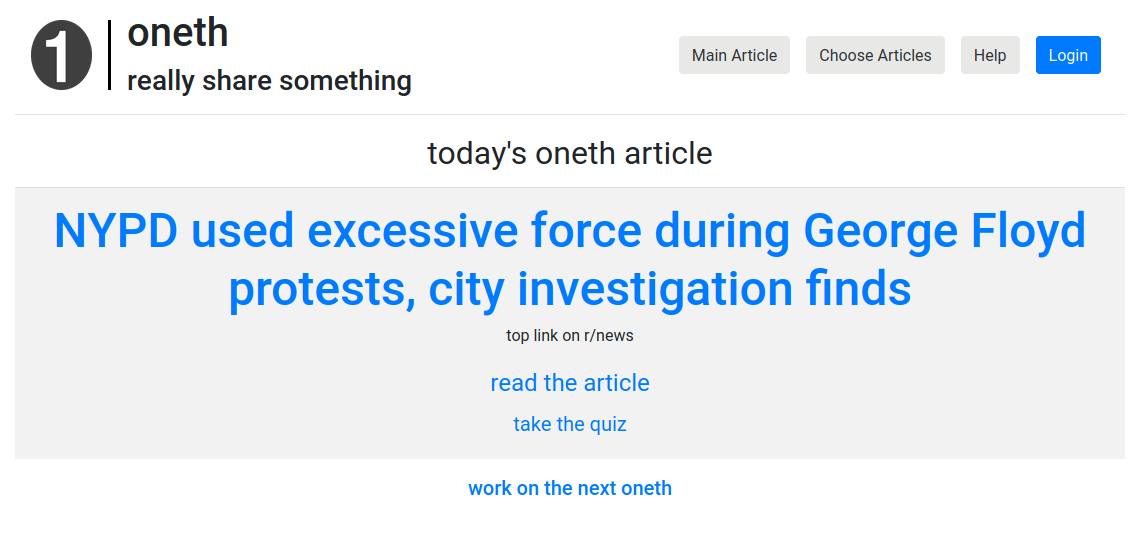 1
oneth
really share something
Main Article
Choose Articles
Help
Login
today's oneth article
NYPD used excessive force during George Floyd
protests, city investigation finds
top link on r/news
read the article
take the quiz
work on the next oneth